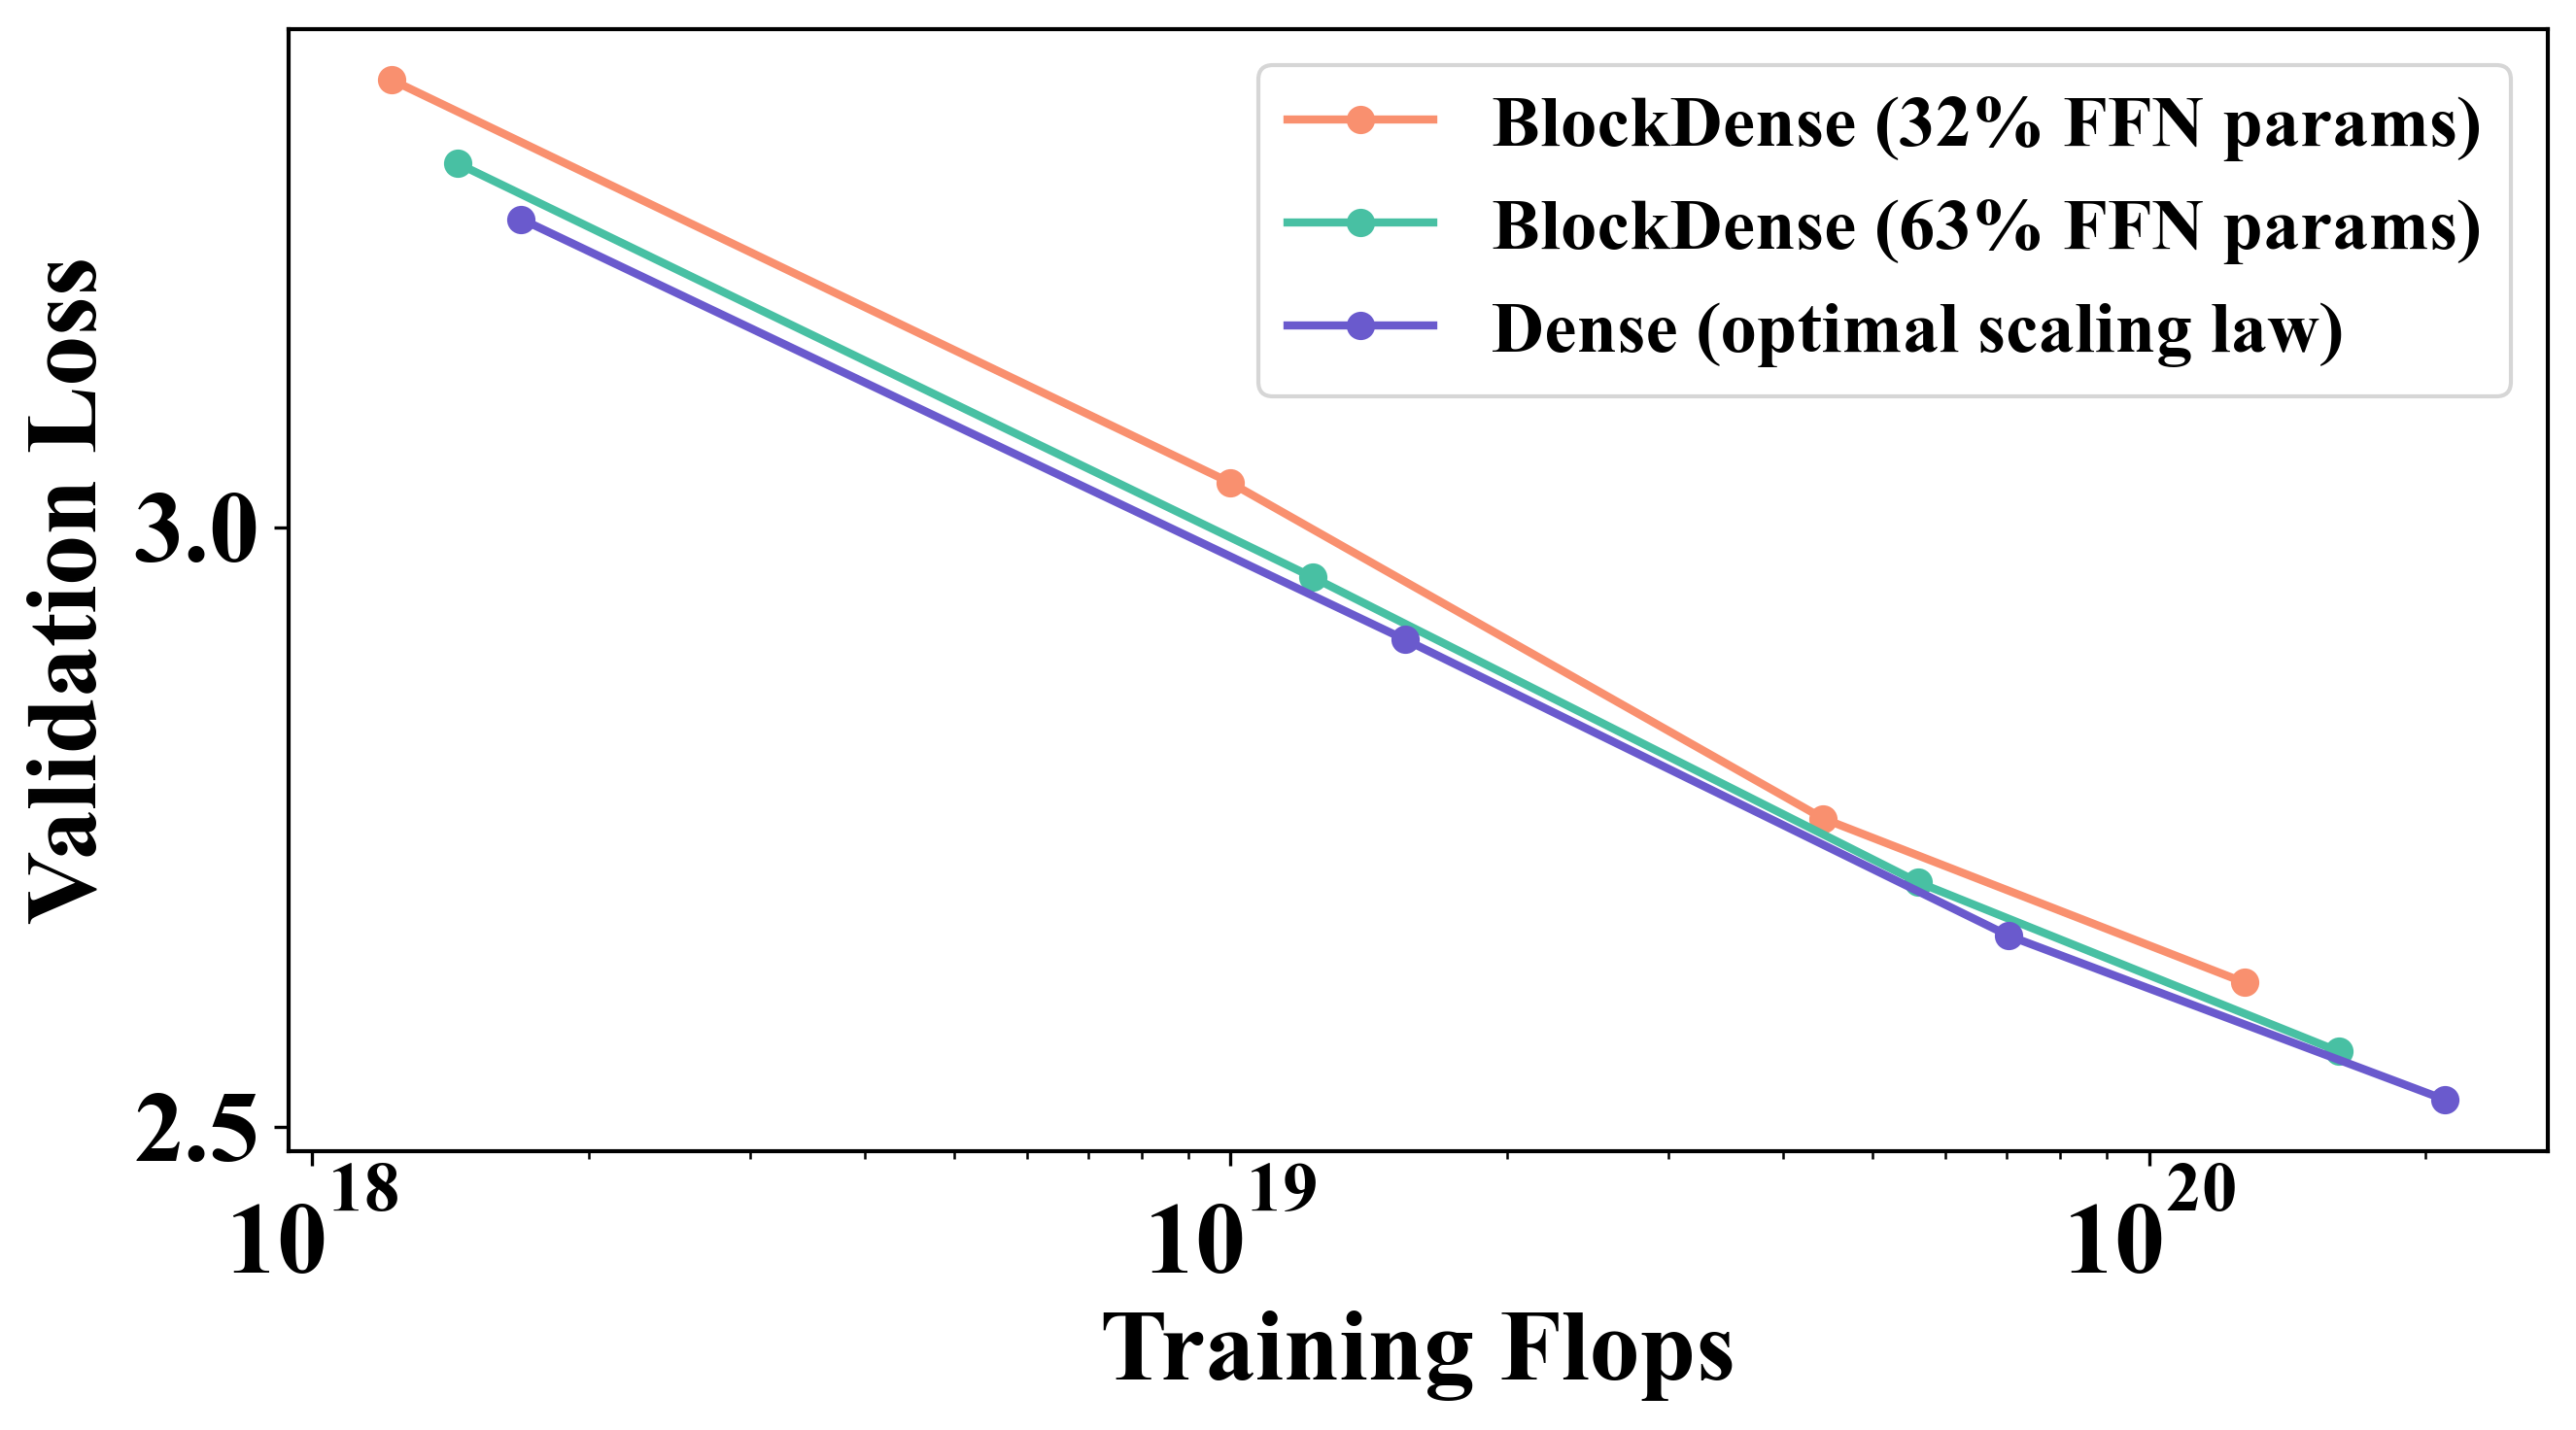 BlockDense (32% FFN params)
BlockDense (63% FFN params)
Dense (optimal scaling law)
Validation Loss
3.0
2.5
10^18
10^19
10^20
Training Flops